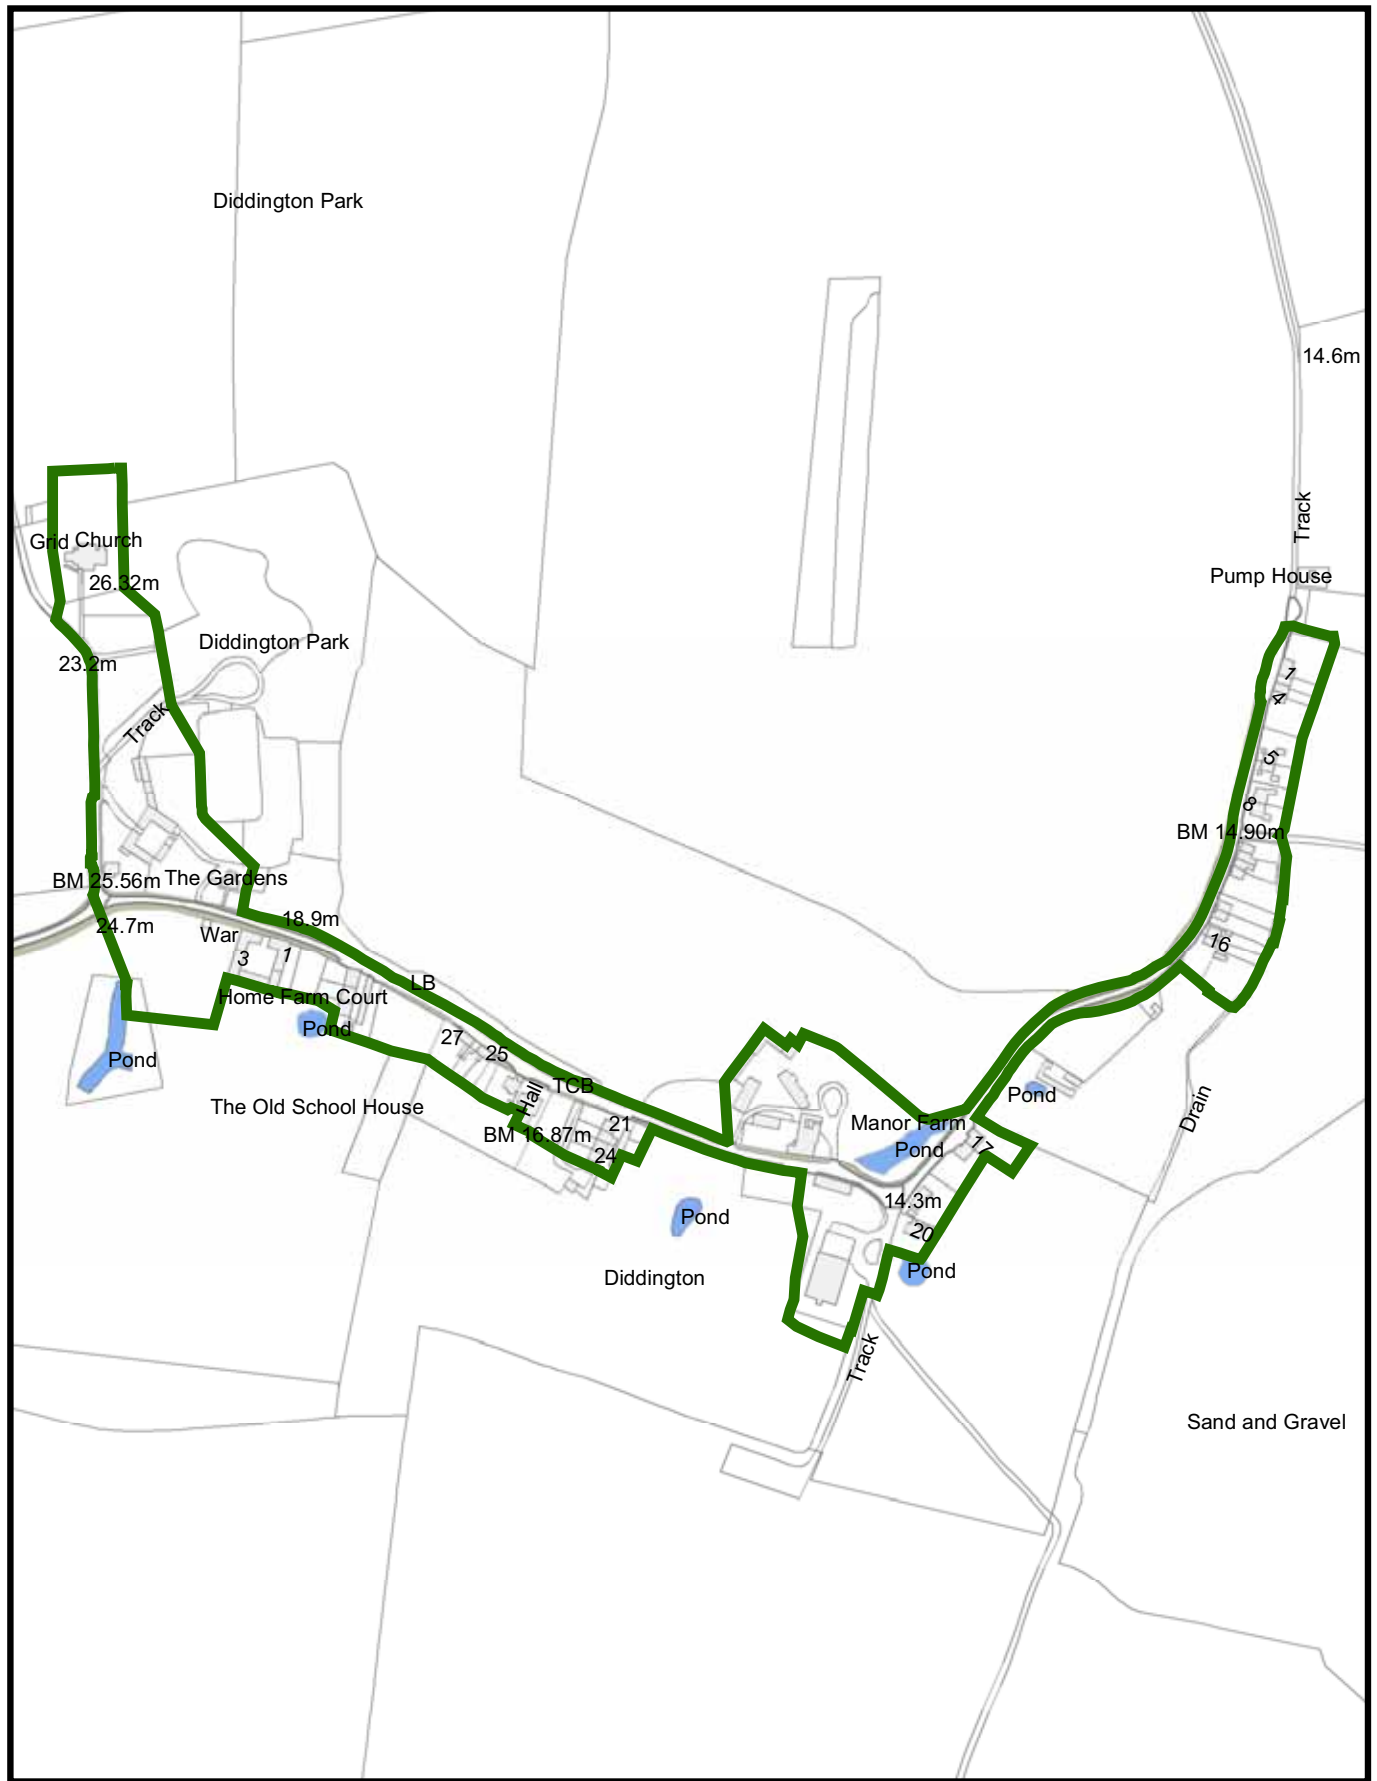 Diddington Park
14.6m
Track
Grid
Church
Pump House
26.32m
Diddington Park
23.2m
1
4
Track
5
8
BM 14.90m
BM 25.56m
The Gardens
18.9m
24.7m
War
16
3
1
LB
Home Farm Court
Pond
27
25
Pond
TCB
Pond
Hall
The Old School House
Drain
21
Manor Farm
BM 16.87m
17
Pond
24
14.3m
Pond
20
Pond
Diddington
Track
Sand and Gravel